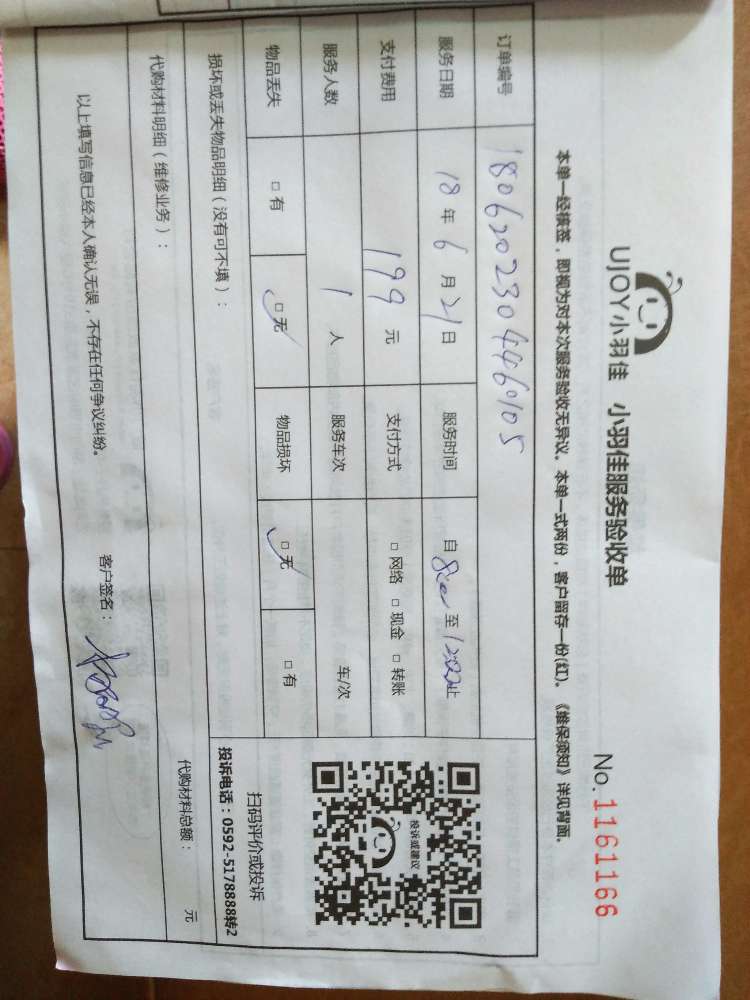 UJOY小羽佳 小羽佳服务验收单
No.1161166
本单一经核签，即视为对本次服务验收无异议。本单一式两份，客户留存一份(红)。《维保须知》详见背面。
订单编号 180620230446105
服务日期 18年6月21日 服务时间 自8:00至12:00止
支付费用 199元 支付方式 □网络 □现金 □转账
服务人数 1人 服务车次 车/次
物品丢失 □有 □无 物品损坏 □无 □有
投诉或建议
扫码评价或投诉
投诉电话：0592-5178888转2
损坏或丢失物品明细（没有可不填）：
代购材料明细（维修业务）： 代购材料总额： 元
以上填写信息已经本人确认无误，不存在任何争议纠纷。 客户签名：